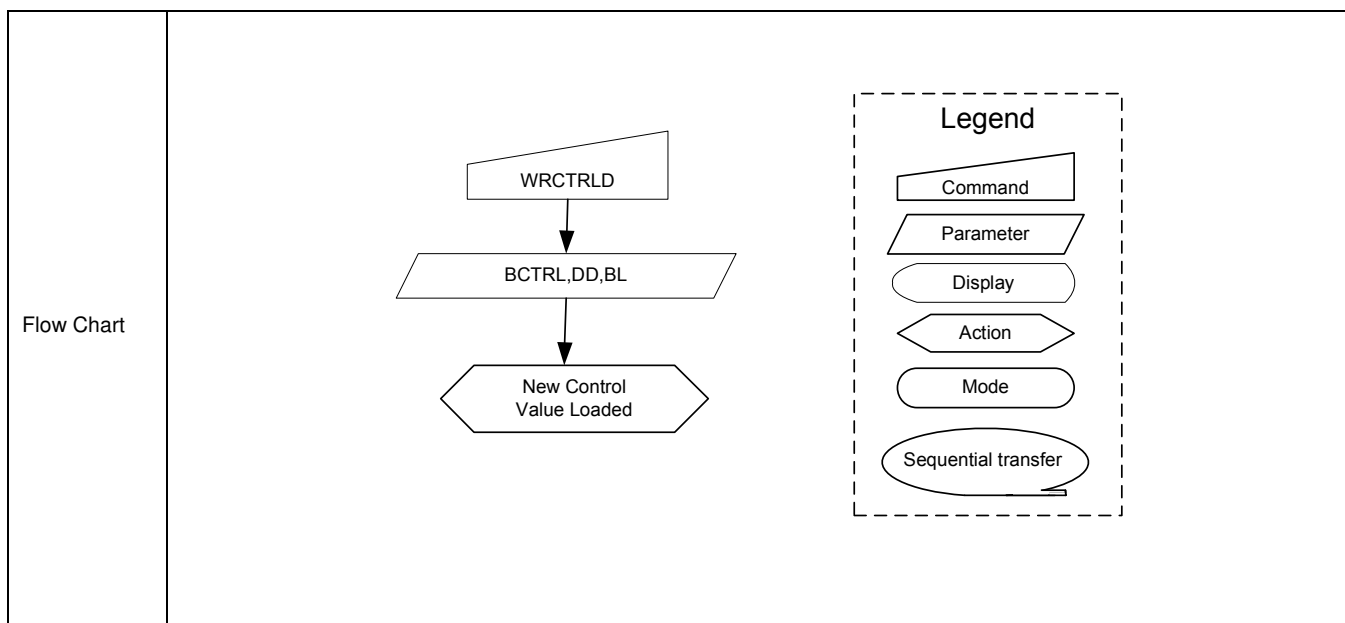 Flow Chart
WRCTRLD
BCTRL,DD,BL
New Control
Value Loaded
Legend
Command
Parameter
Display
Action
Mode
Sequential transfer